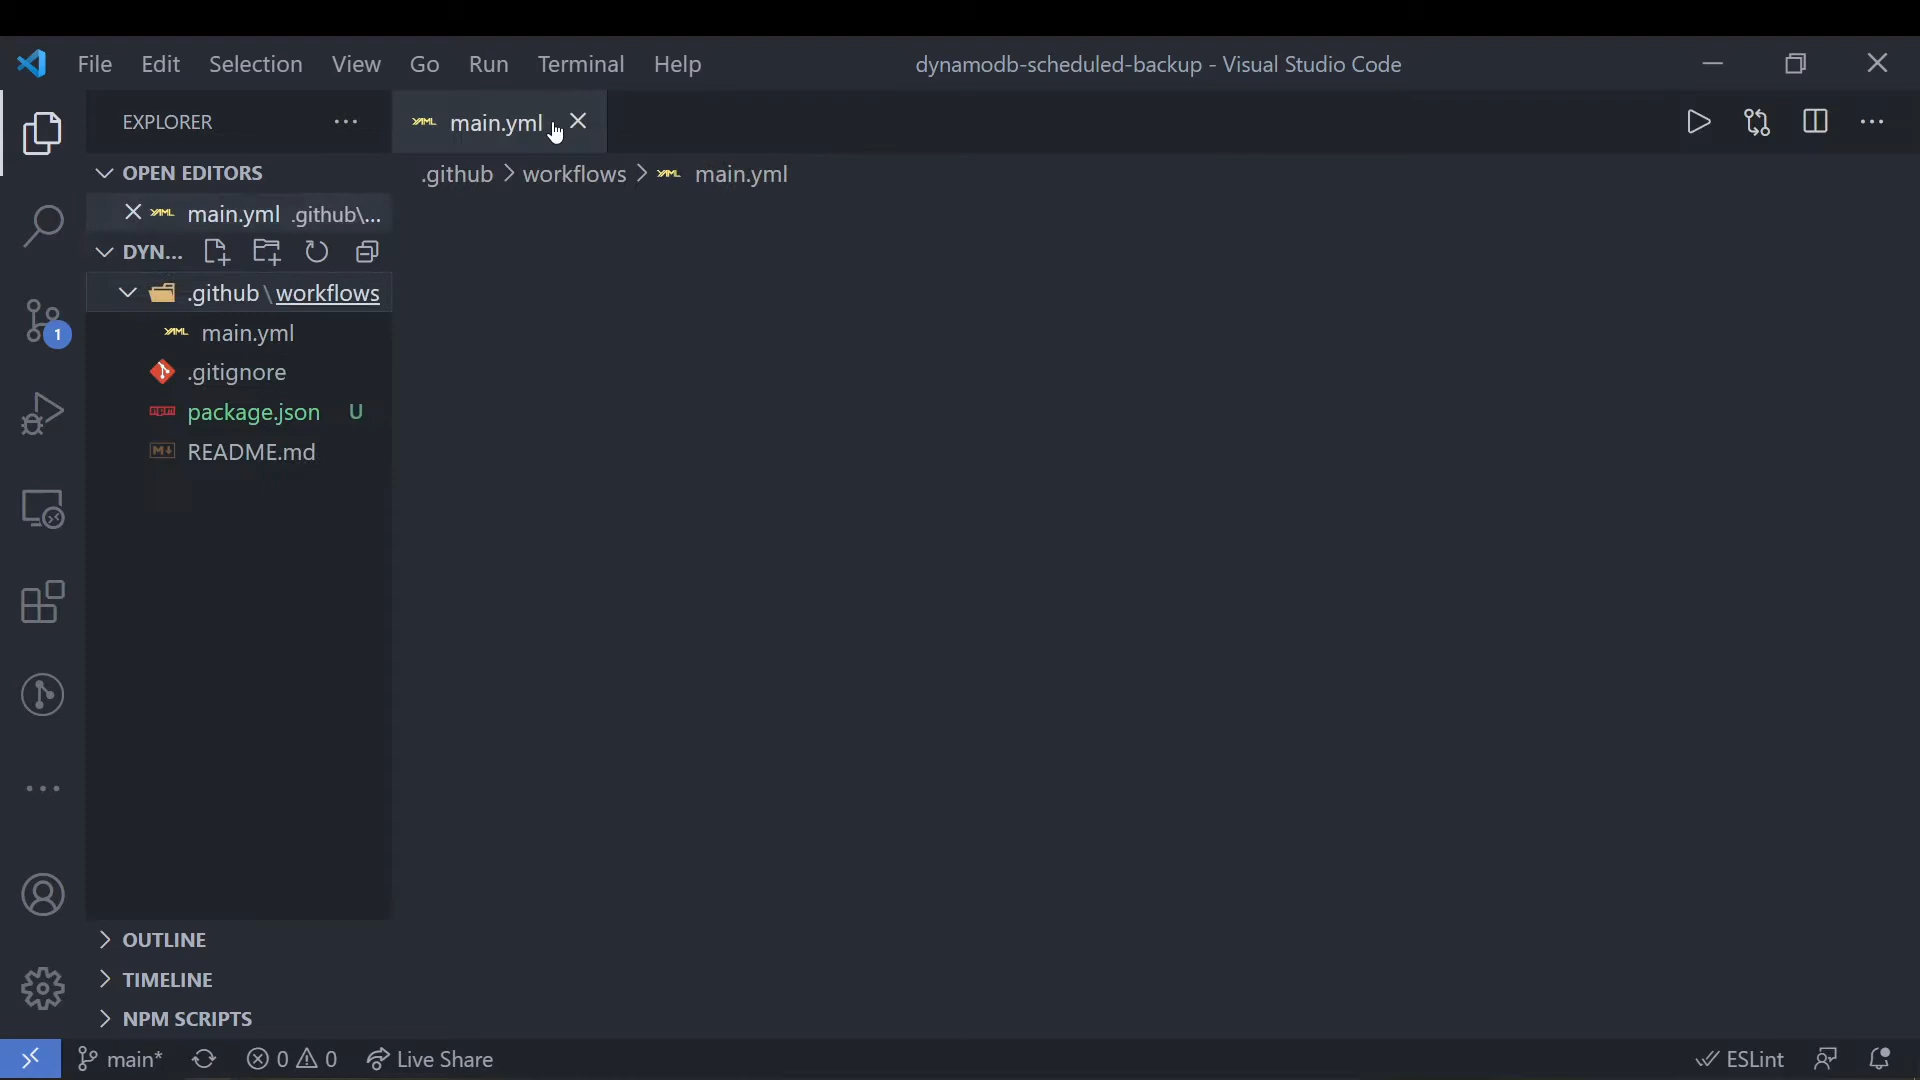 File Edit Selection View Go Run Terminal Help dynamodb-scheduled-backup - Visual Studio Code
EXPLORER ··· main.yml
OPEN EDITORS
.github > workflows > main.yml
main.yml .github\...
DYN...
.github\workflows
main.yml
.gitignore
package.json U
README.md
1
OUTLINE
TIMELINE
NPM SCRIPTS
main* 0 0 Live Share ESLint